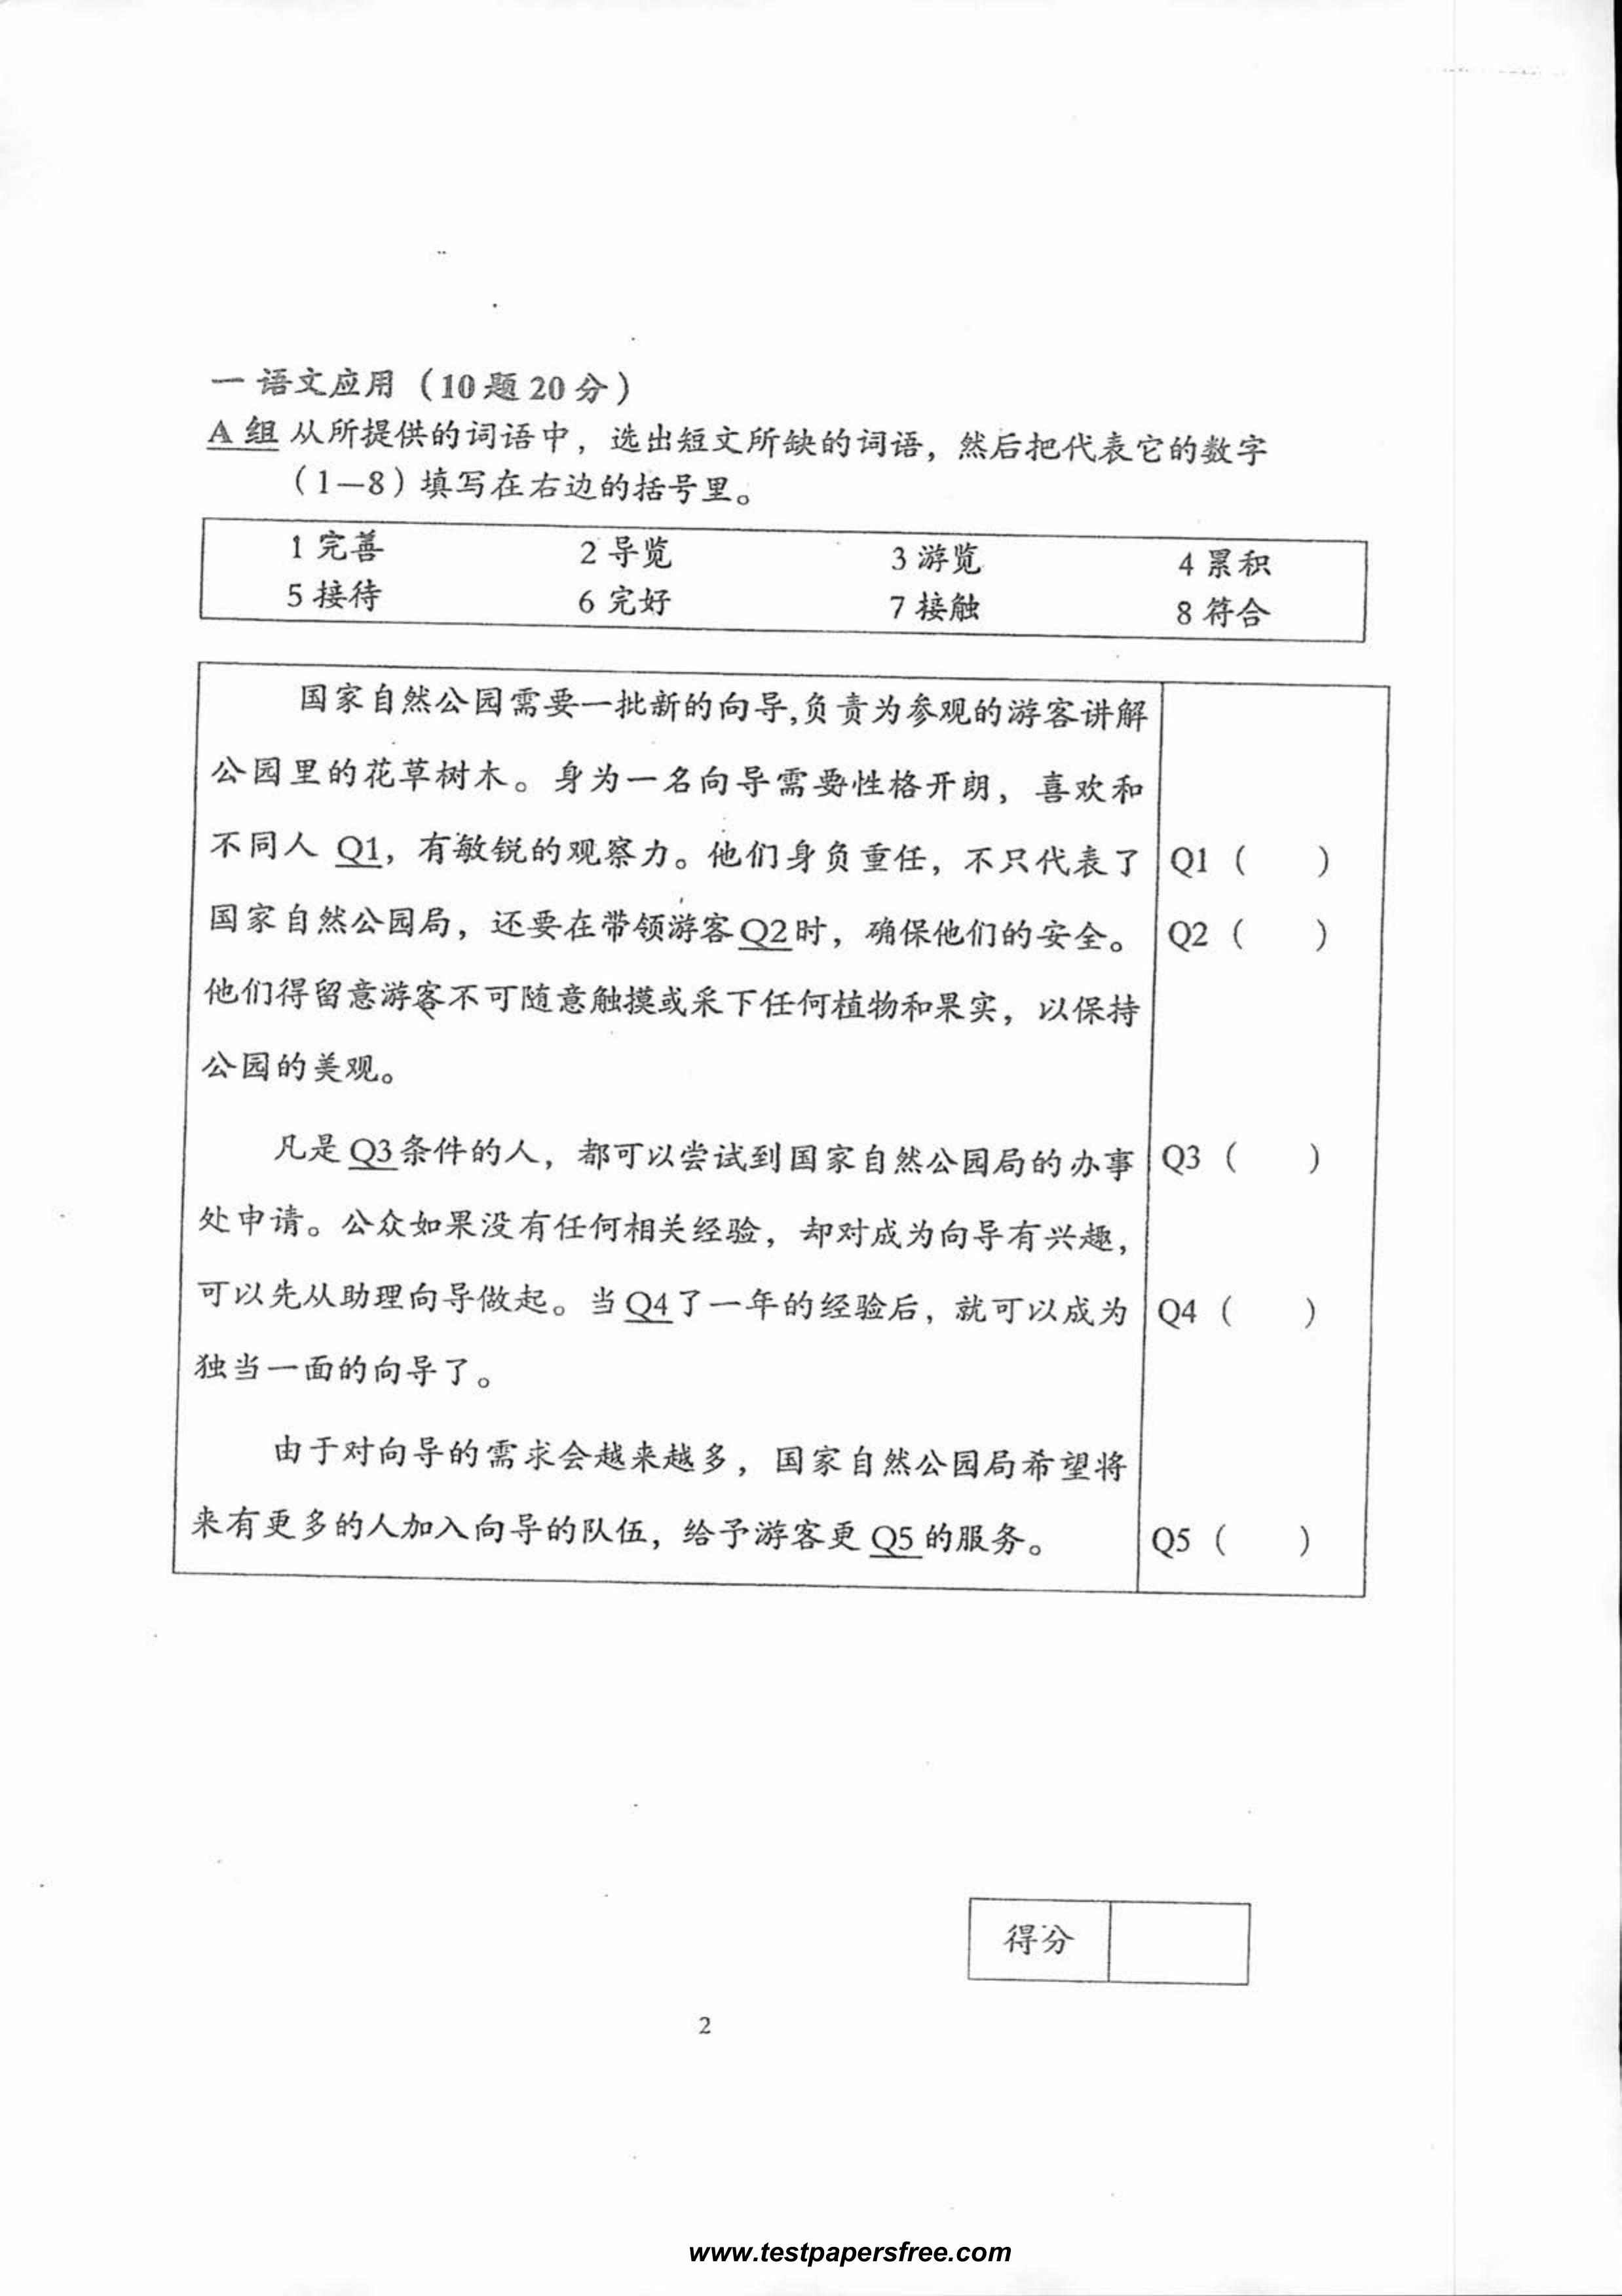 一 语文应用（10题20分）
A组 从所提供的词语中，选出短文所缺的词语，然后把代表它的数字
（1—8）填写在右边的括号里。
1 完善 2 导览 3 游览 4 累积
5 接待 6 完好 7 接触 8 符合
国家自然公园需要一批新的向导,负责为参观的游客讲解
公园里的花草树木。身为一名向导需要性格开朗，喜欢和
不同人 Q1，有敏锐的观察力。他们身负重任，不只代表了 Q1（ ）
国家自然公园局，还要在带领游客Q2时，确保他们的安全。 Q2（ ）
他们得留意游客不可随意触摸或采下任何植物和果实，以保持
公园的美观。
凡是Q3条件的人，都可以尝试到国家自然公园局的办事 Q3（ ）
处申请。公众如果没有任何相关经验，却对成为向导有兴趣，
可以先从助理向导做起。当Q4了一年的经验后，就可以成为 Q4（ ）
独当一面的向导了。
由于对向导的需求会越来越多，国家自然公园局希望将
来有更多的人加入向导的队伍，给予游客更 Q5 的服务。 Q5（ ）
得分
2
www.testpapersfree.com